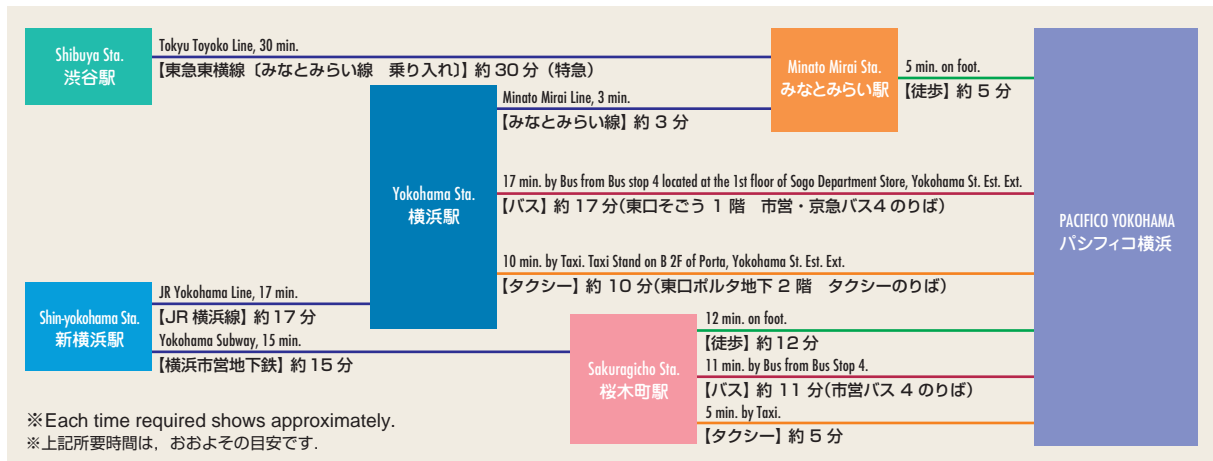 Shibuya Sta.
渋谷駅
Tokyu Toyoko Line, 30 min.
【東急東横線〔みなとみらい線　乗り入れ〕】約30分（特急）
Minato Mirai Sta.
みなとみらい駅
5 min. on foot.
【徒歩】約 5 分
Minato Mirai Line, 3 min.
【みなとみらい線】約 3 分
Yokohama Sta.
横浜駅
17 min. by Bus from Bus stop 4 located at the 1st floor of Sogo Department Store, Yokohama St. Est. Ext.
【バス】約 17分(東口そごう 1 階　市営・京急バス4 のりば)
PACIFICO YOKOHAMA
パシフィコ横浜
10 min. by Taxi. Taxi Stand on B 2F of Porta, Yokohama St. Est. Ext.
【タクシー】約 10分(東口ポルタ地下 2 階　タクシーのりば)
Shin-yokohama Sta.
新横浜駅
JR Yokohama Line, 17 min.
【JR 横浜線】約17分
Yokohama Subway, 15 min.
【横浜市営地下鉄】約15分
Sakuragicho Sta.
桜木町駅
12 min. on foot.
【徒歩】約12分
11 min. by Bus from Bus Stop 4.
【バス】約 11 分(市営バス 4 のりば)
5 min. by Taxi.
【タクシー】約 5 分
※Each time required shows approximately.
※上記所要時間は，おおよその目安です.